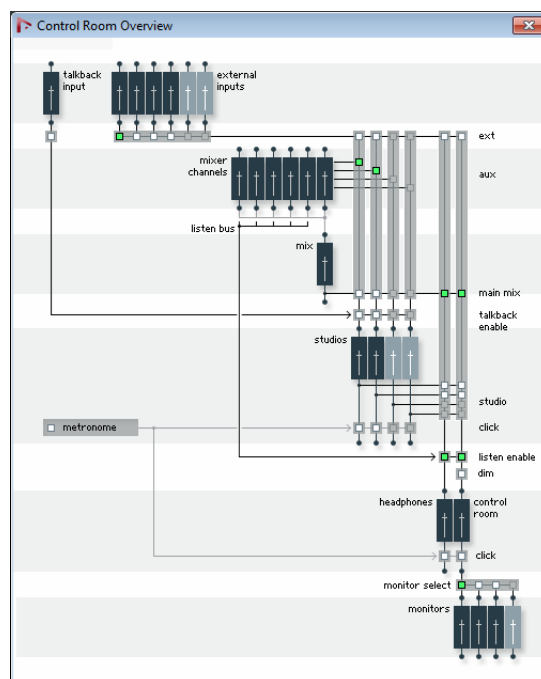 Control Room Overview
talkback
input
external
inputs
ext
mixer
channels
aux
listen bus
mix
main mix
talkback
enable
studios
studio
metronome
click
listen enable
dim
headphones
control
room
click
monitor select
monitors